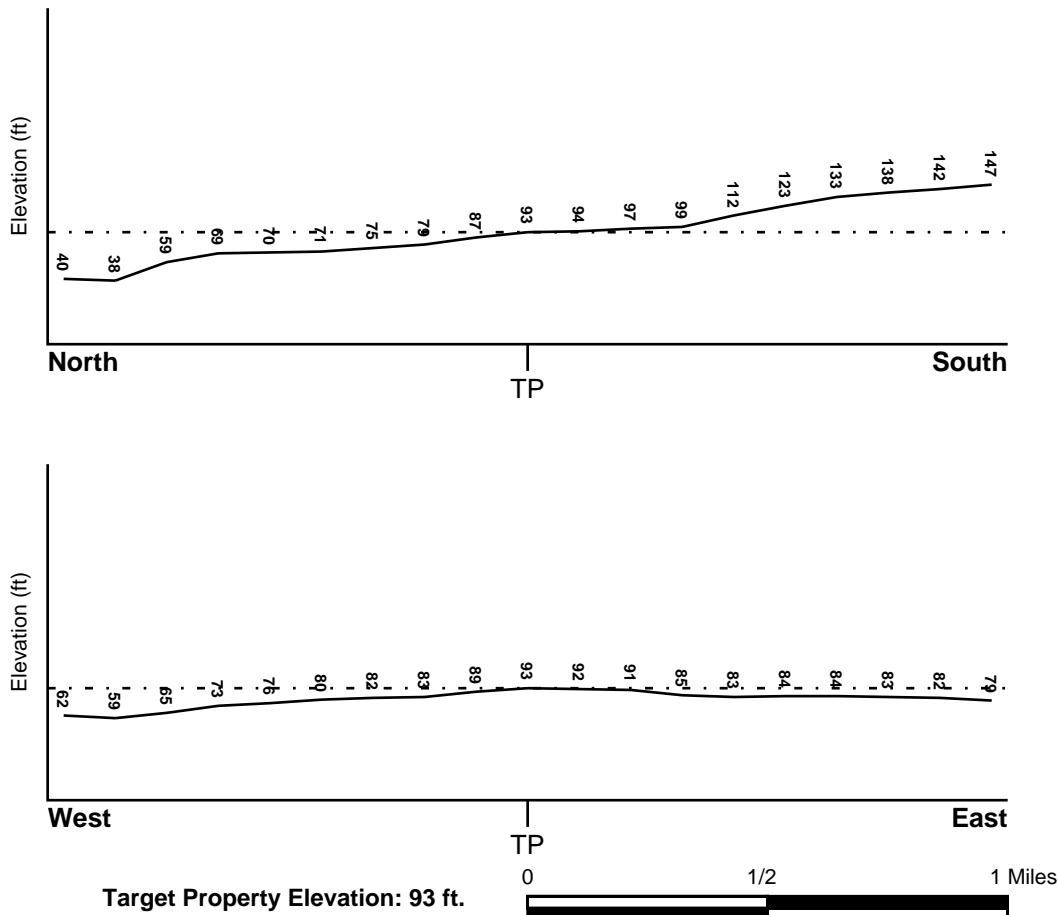 Elevation (ft)
40 38 59 69 70 71 75 79 87 93 94 97 99 112 123 133 138 142 147
North South
TP
Elevation (ft)
62 59 65 73 76 80 82 83 89 93 92 91 85 83 84 84 83 82 79
West East
TP
Target Property Elevation: 93 ft.
0 1/2 1 Miles